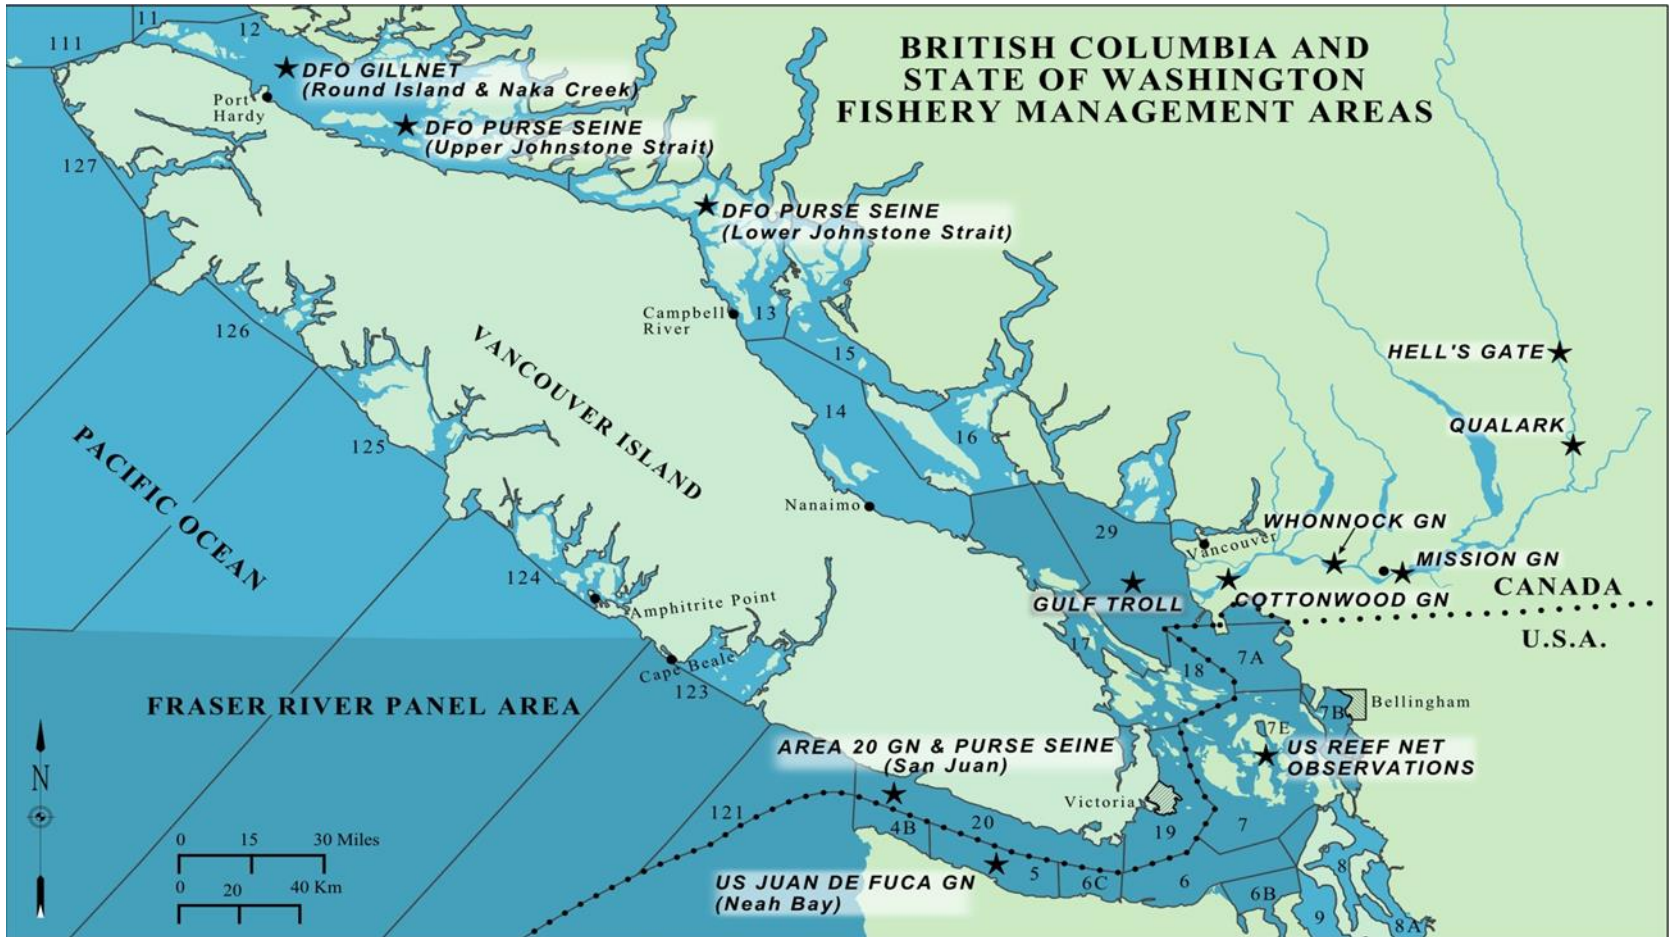 BRITISH COLUMBIA AND
STATE OF WASHINGTON
FISHERY MANAGEMENT AREAS
11
12
111
DFO GILLNET
(Round Island & Naka Creek)
Port
Hardy
DFO PURSE SEINE
(Upper Johnstone Strait)
127
DFO PURSE SEINE
(Lower Johnstone Strait)
Campbell
River
13
126
15
VANCOUVER ISLAND
HELL'S GATE
14
16
QUALARK
125
PACIFIC OCEAN
Nanaimo
29
WHONNOCK GN
Vancouver
MISSION GN
124
CANADA
Amphitrite Point
GULF TROLL
COTTONWOOD GN
U.S.A.
17
18
7A
Cape Beale
123
FRASER RIVER PANEL AREA
7B
Bellingham
7E
AREA 20 GN & PURSE SEINE
(San Juan)
US REEF NET
OBSERVATIONS
N
Victoria
121
4B
20
19
7
0 15 30 Miles
0 20 40 Km
US JUAN DE FUCA GN
(Neah Bay)
5
6C
6
6B
8
9
8A